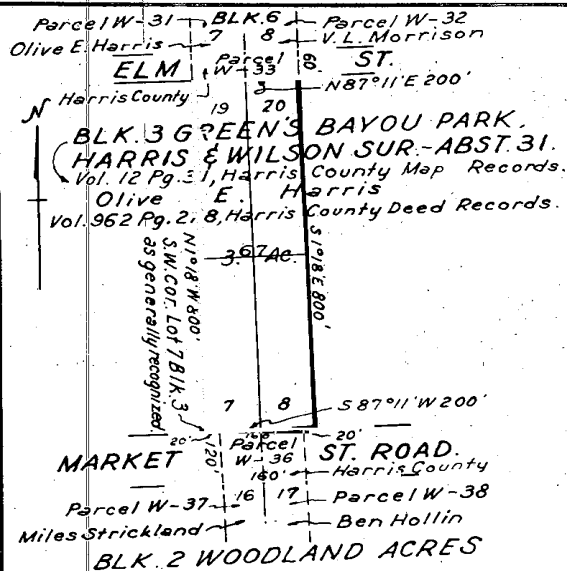 Parcel W-31 BLK. 6 Parcel W-32
Olive E. Harris 7 8 V. L. Morrison
ELM Parcel W-33 60' ST.
Harris County N87°11'E 200'
N 19 20
BLK. 3 GREEN'S BAYOU PARK.
HARRIS & WILSON SUR.-ABST. 31.
Vol. 12 Pg. 31, Harris County Map Records.
Olive E. Harris
Vol. 962 Pg. 8, Harris County Deed Records.
3.67 Ac.
S1°18'E 800'
N1°18'W 800'
S.W. Cor. Lot 7 Blk. 3
as generally recognized
7 8 S87°11'W 200'
20' 20'
MARKET 120' Parcel W-36 ST. ROAD.
160' Harris County
Parcel W-37 16 17 Parcel W-38
Miles Strickland Ben Hollin
BLK. 2 WOODLAND ACRES